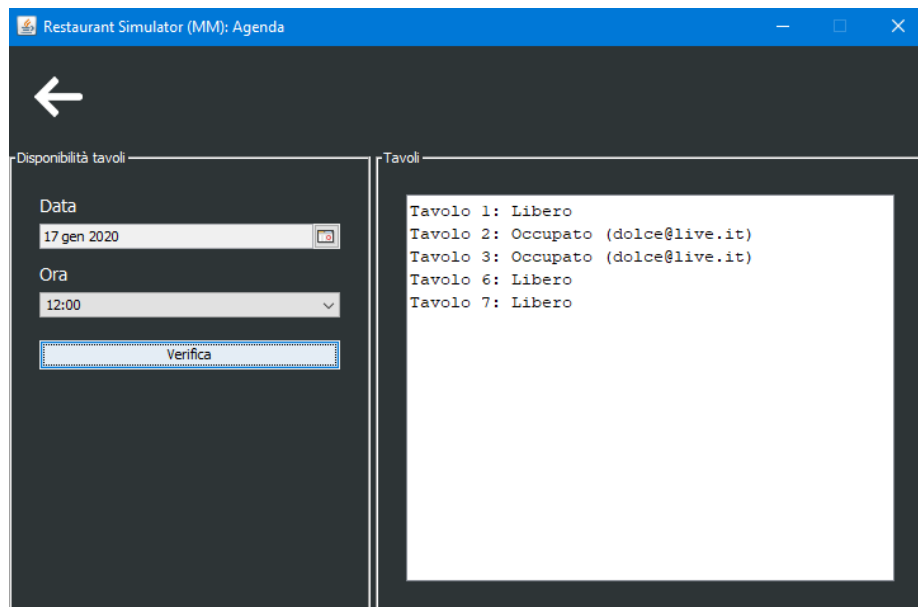 Restaurant Simulator (MM): Agenda
Disponibilità tavoli
Data
17 gen 2020
Ora
12:00
Verifica
Tavoli
Tavolo 1: Libero
Tavolo 2: Occupato (dolce@live.it)
Tavolo 3: Occupato (dolce@live.it)
Tavolo 6: Libero
Tavolo 7: Libero